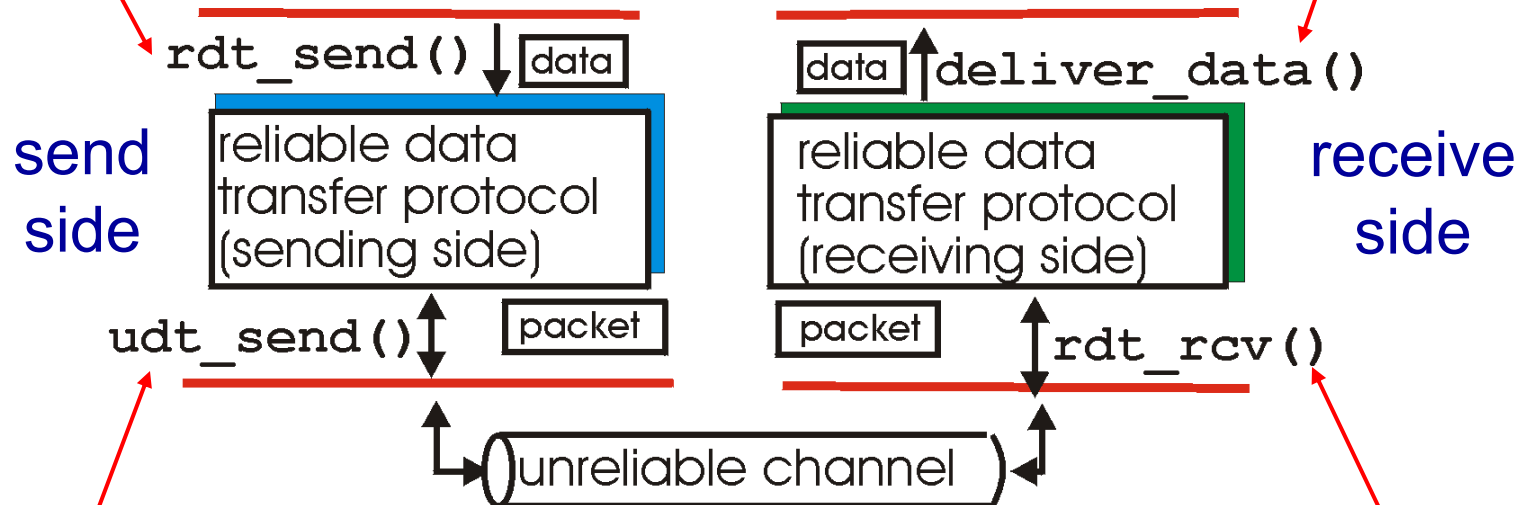 rdt_send()
data
data
deliver_data()
send
side
reliable data
transfer protocol
(sending side)
reliable data
transfer protocol
(receiving side)
receive
side
udt_send()
packet
packet
rdt_rcv()
unreliable channel